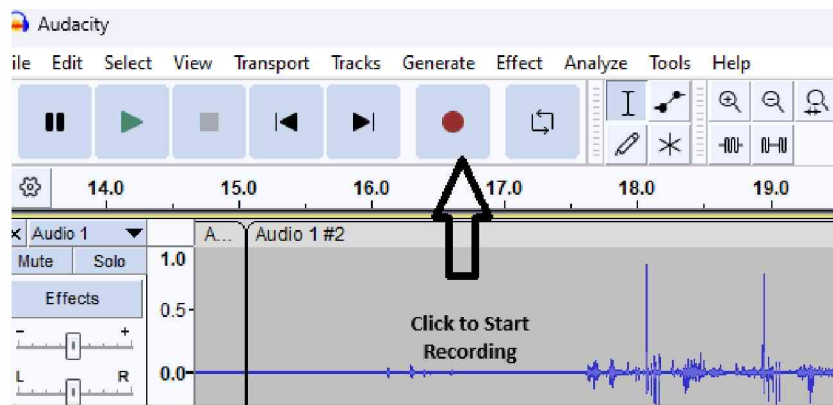 Audacity
ile Edit Select View Transport Tracks Generate Effect Analyze Tools Help
14.0 15.0 16.0 17.0 18.0 19.0
x Audio 1 A... Audio 1 #2
Mute Solo 1.0
Effects 0.5
- +
Click to Start
Recording
L R 0.0